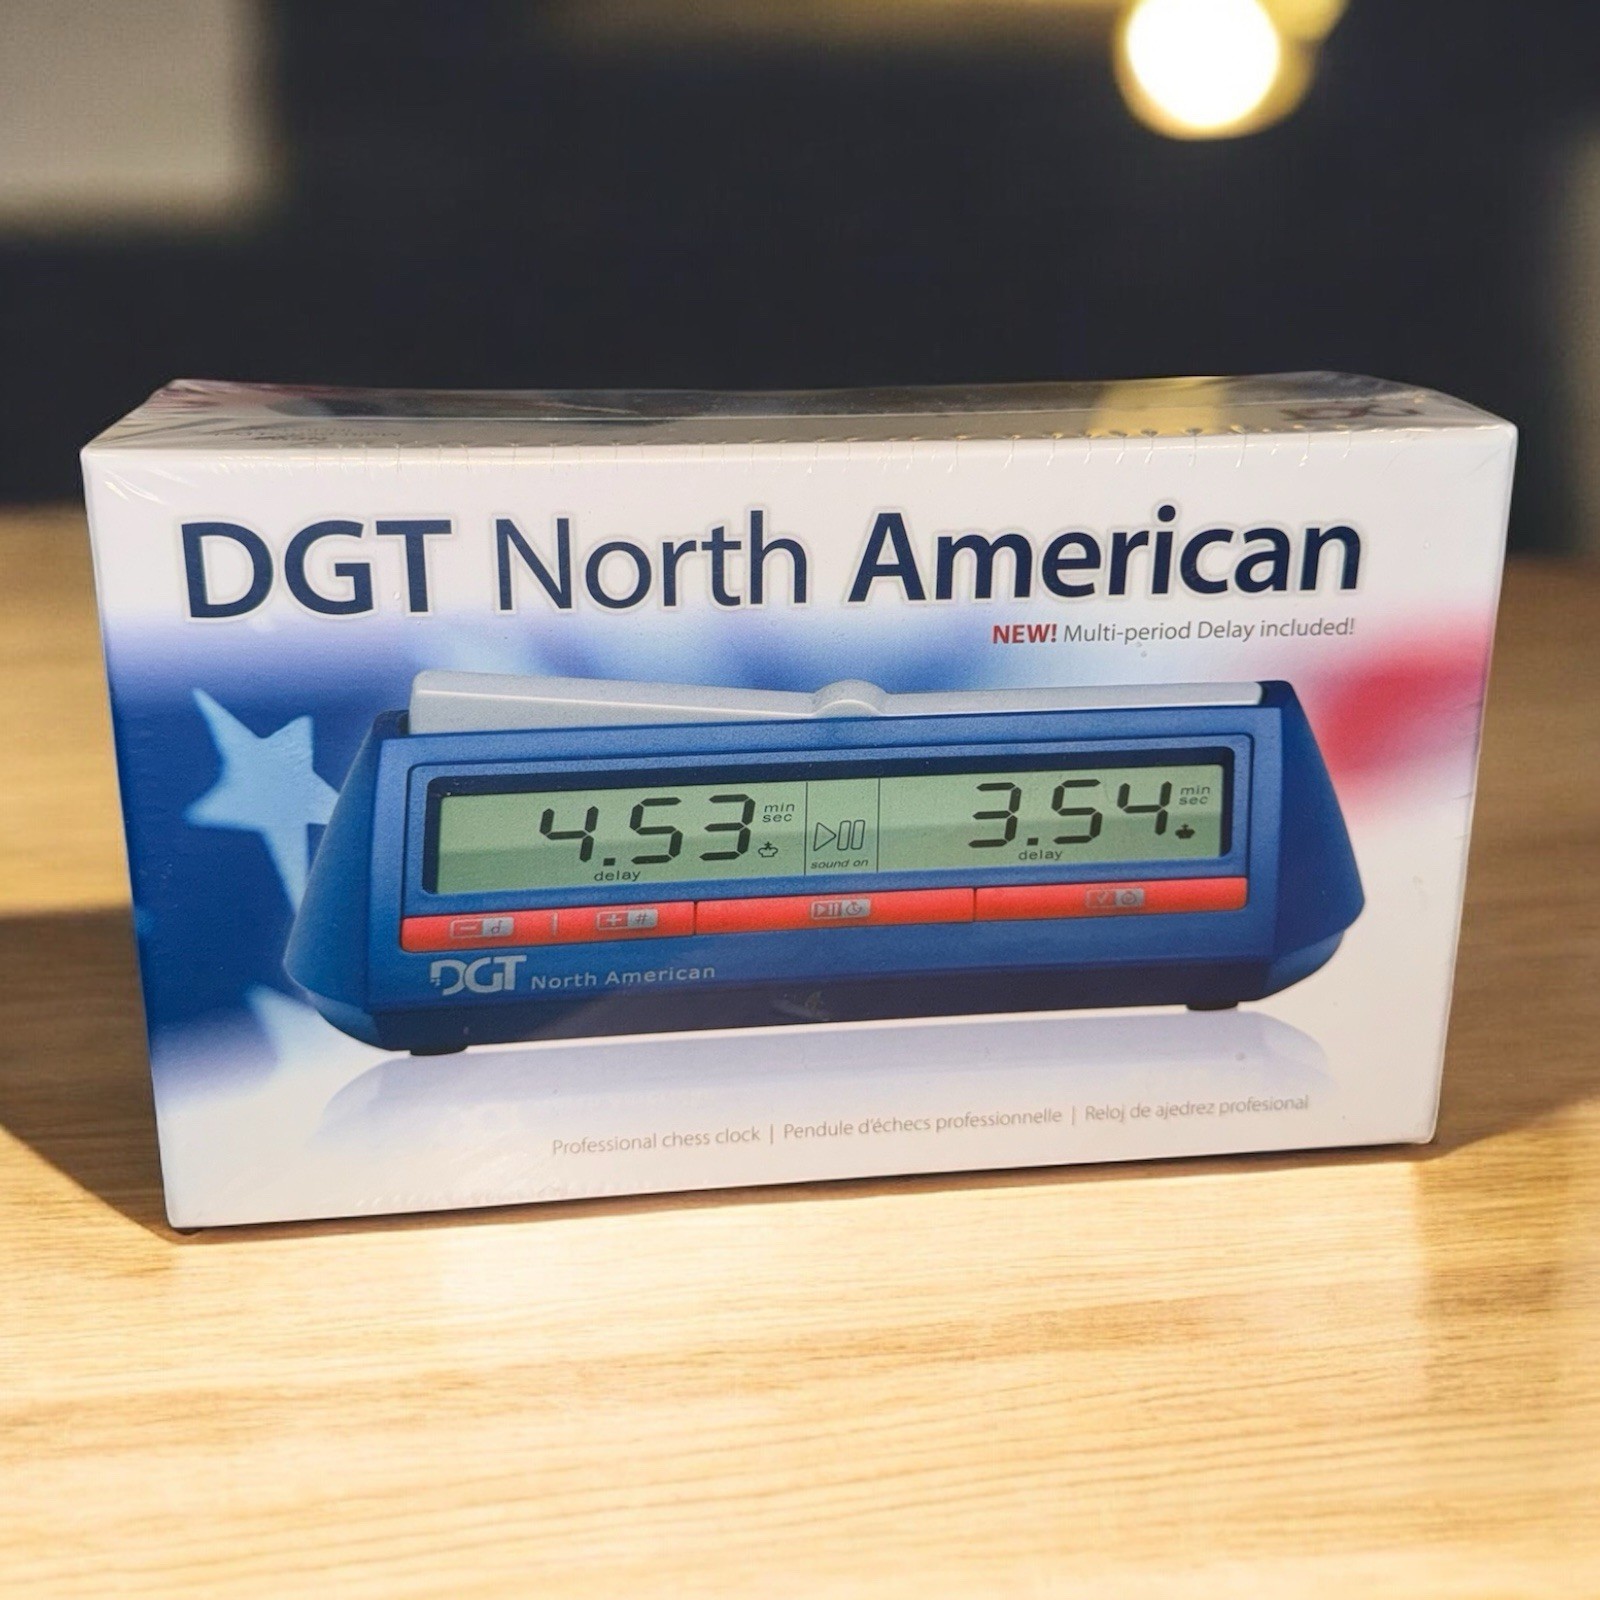 DGT North American
NEW! Multi-period Delay included!
4.53 min sec
delay
sound on
3.54 min sec
delay
DGT North American
Professional chess clock | Pendule d'échecs professionnelle | Reloj de ajedrez profesional